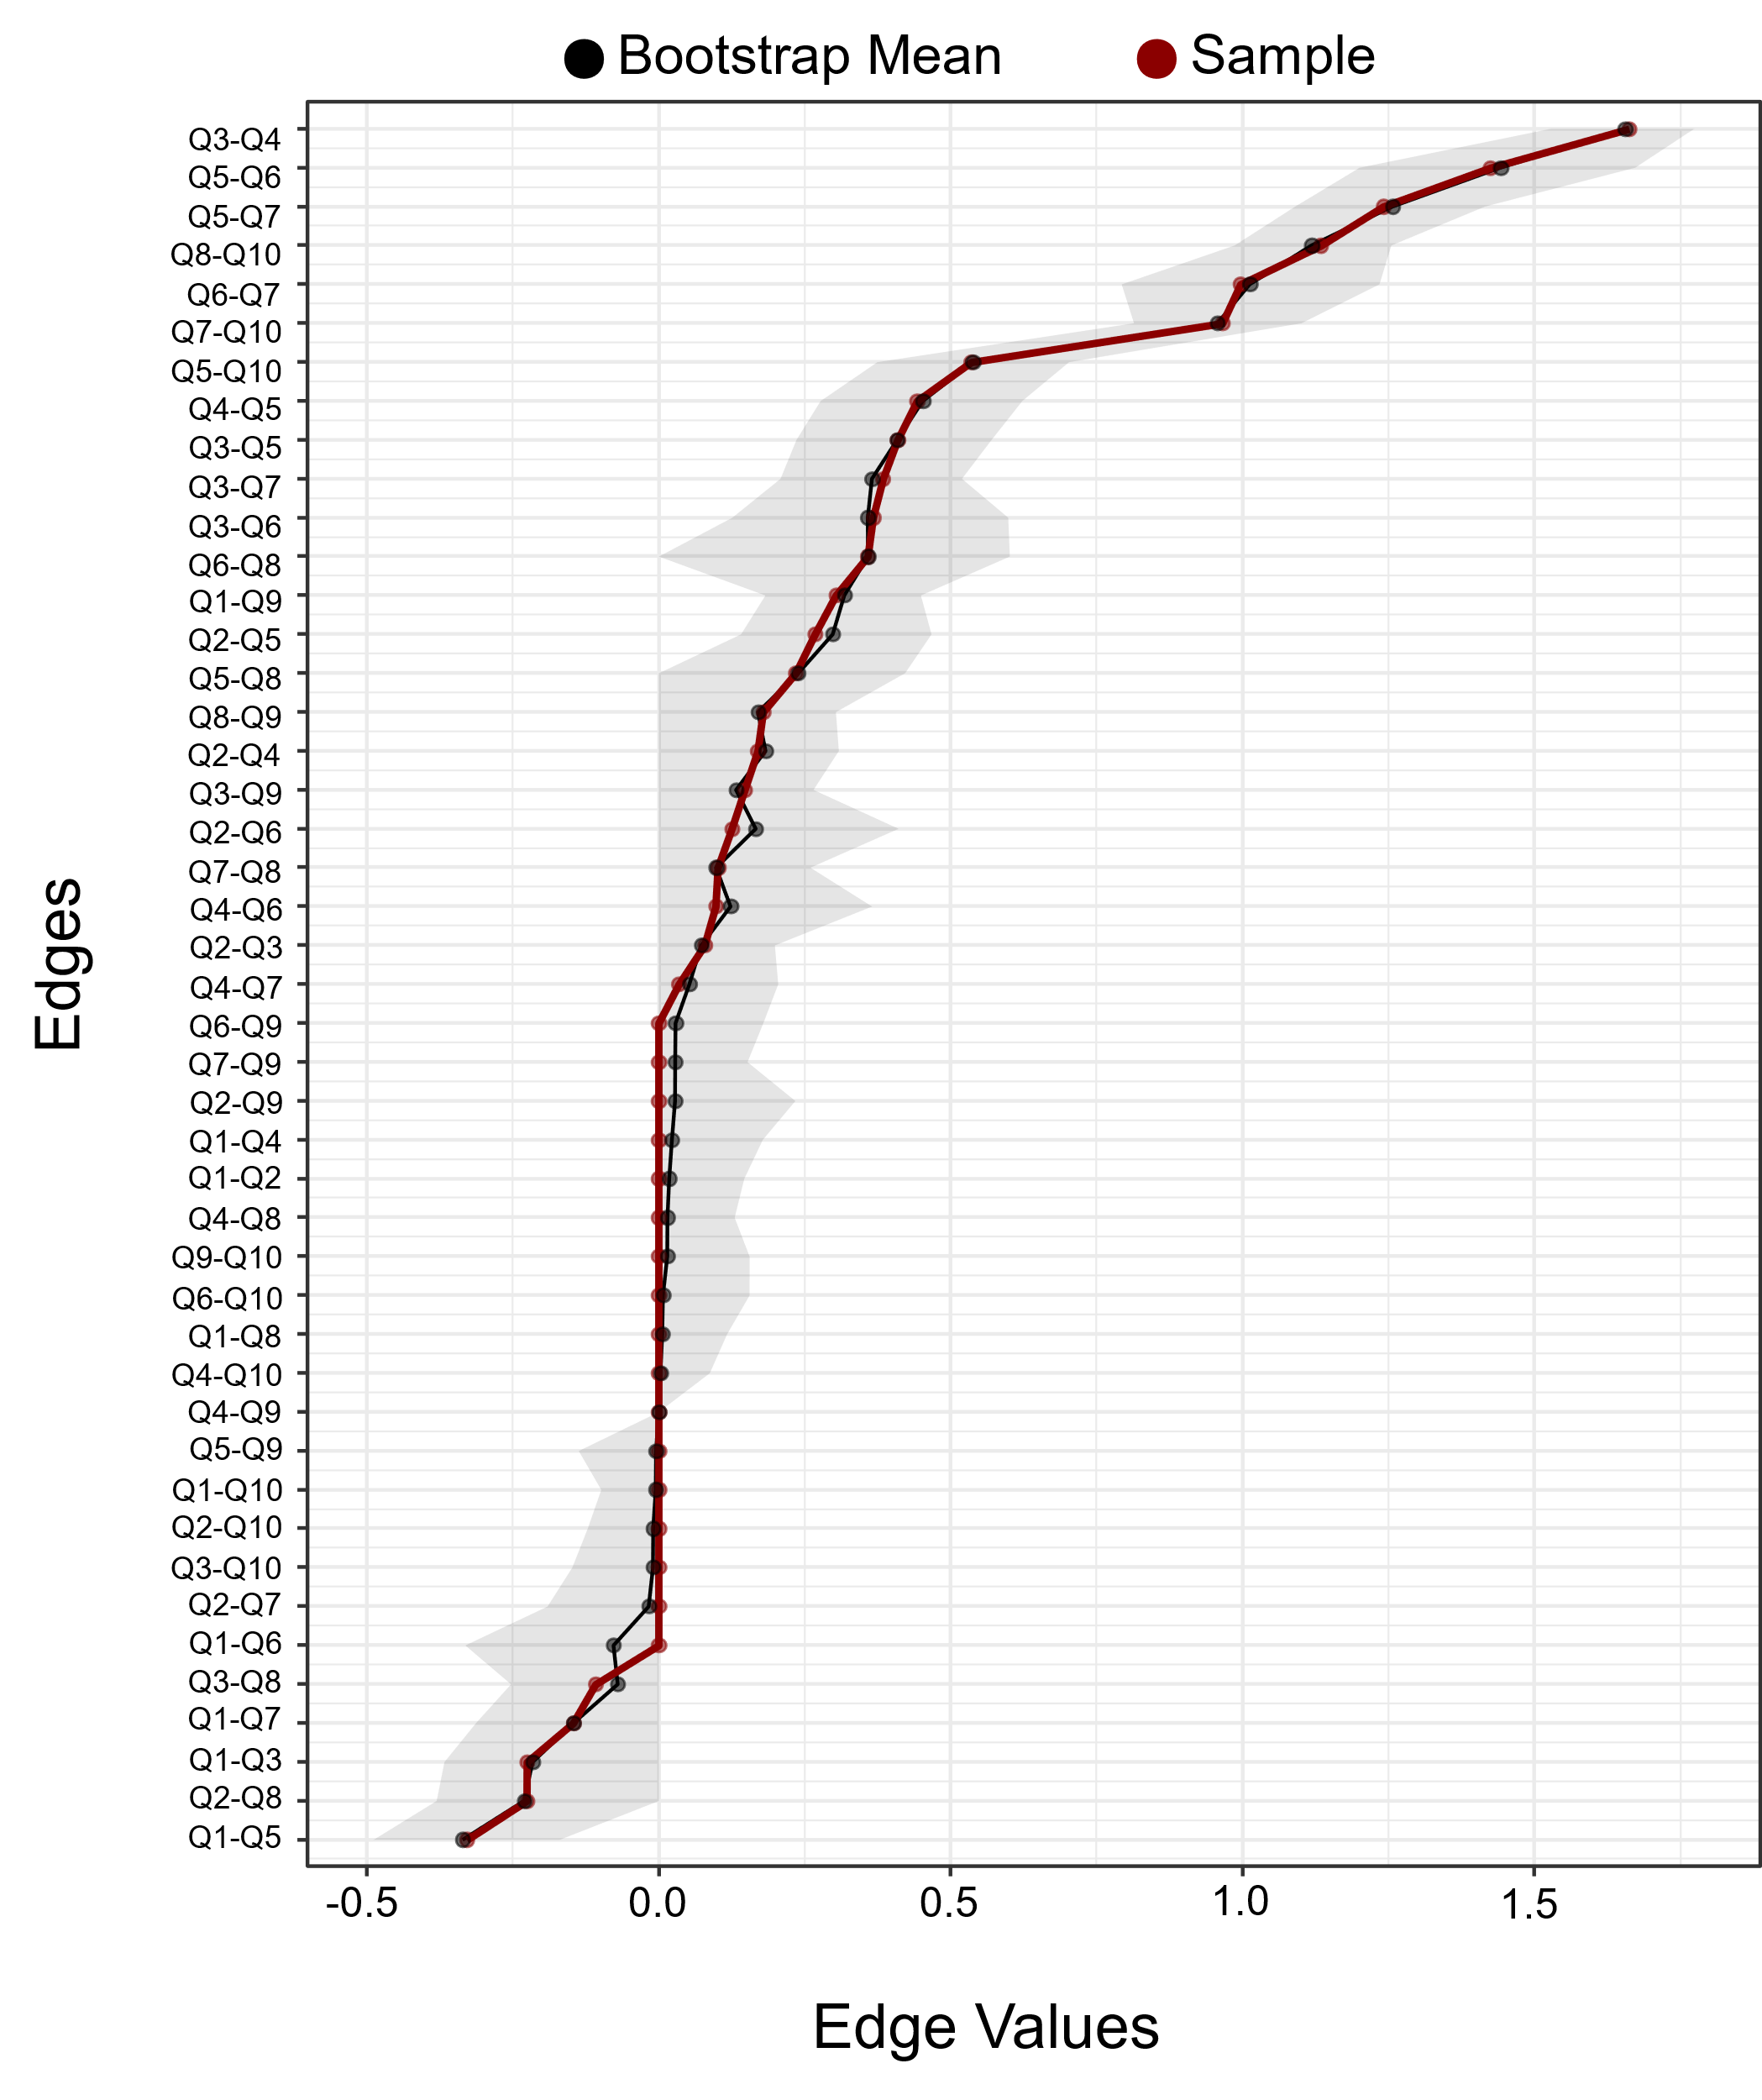 Bootstrap Mean Sample
Q3-Q4
Q5-Q6
Q5-Q7
Q8-Q10
Q6-Q7
Q7-Q10
Q5-Q10
Q4-Q5
Q3-Q5
Q3-Q7
Q3-Q6
Q6-Q8
Q1-Q9
Q2-Q5
Q5-Q8
Q8-Q9
Q2-Q4
Q3-Q9
Q2-Q6
Q7-Q8
Q4-Q6
Q2-Q3
Q4-Q7
Q6-Q9
Q7-Q9
Q2-Q9
Q1-Q4
Q1-Q2
Q4-Q8
Q9-Q10
Q6-Q10
Q1-Q8
Q4-Q10
Q4-Q9
Q5-Q9
Q1-Q10
Q2-Q10
Q3-Q10
Q2-Q7
Q1-Q6
Q3-Q8
Q1-Q7
Q1-Q3
Q2-Q8
Q1-Q5
Edges
-0.5 0.0 0.5 1.0 1.5
Edge Values